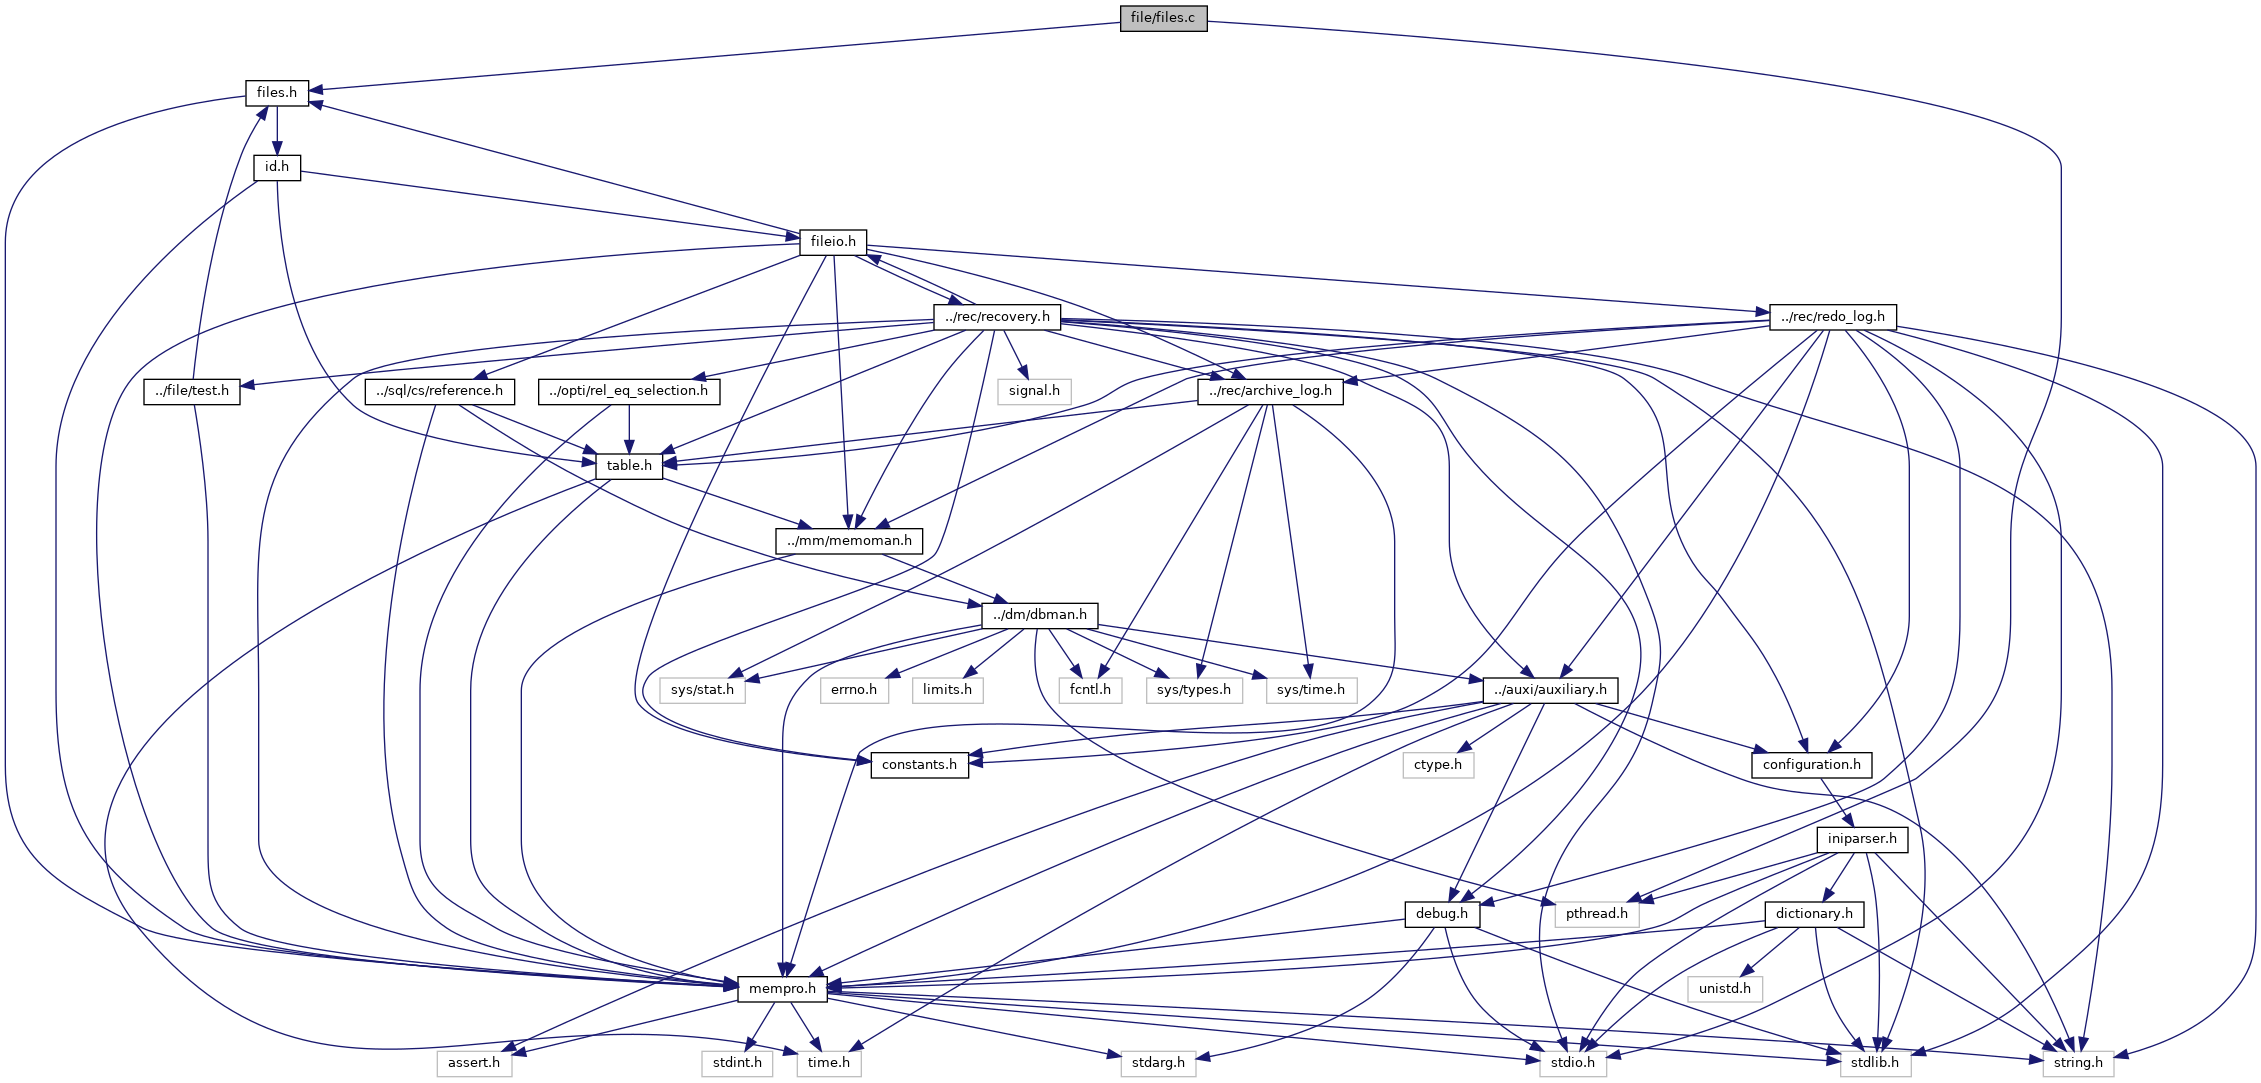 file/files.c
files.h
id.h
fileio.h
../rec/recovery.h
../rec/redo_log.h
../file/test.h
../sql/cs/reference.h
../opti/rel_eq_selection.h
signal.h
../rec/archive_log.h
table.h
../mm/memoman.h
../dm/dbman.h
sys/stat.h
errno.h
limits.h
fcntl.h
sys/types.h
sys/time.h
../auxi/auxiliary.h
constants.h
ctype.h
configuration.h
iniparser.h
debug.h
pthread.h
dictionary.h
mempro.h
unistd.h
assert.h
stdint.h
time.h
stdarg.h
stdio.h
stdlib.h
string.h